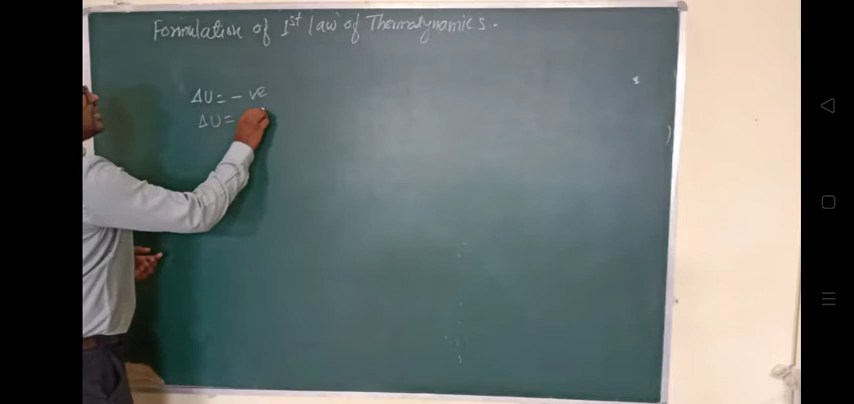 Formulation of 1st law of Thermodynamics.
ΔU = - ve
ΔU =